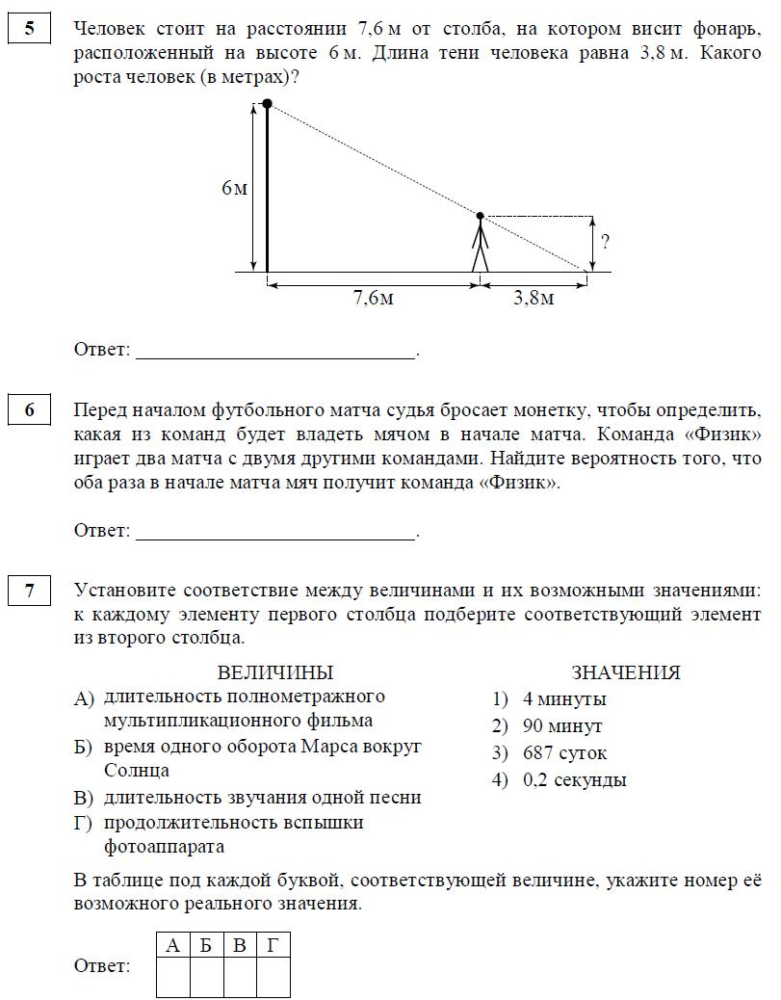 5
Человек стоит на расстоянии 7,6 м от столба, на котором висит фонарь,
расположенный на высоте 6 м. Длина тени человека равна 3,8 м. Какого
роста человек (в метрах)?
6 м
?
7,6м
3,8м
Ответ: ___________________________.
6
Перед началом футбольного матча судья бросает монетку, чтобы определить,
какая из команд будет владеть мячом в начале матча. Команда «Физик»
играет два матча с двумя другими командами. Найдите вероятность того, что
оба раза в начале матча мяч получит команда «Физик».
Ответ: ___________________________.
7
Установите соответствие между величинами и их возможными значениями:
к каждому элементу первого столбца подберите соответствующий элемент
из второго столбца.
ВЕЛИЧИНЫ
А) длительность полнометражного
мультипликационного фильма
Б) время одного оборота Марса вокруг
Солнца
В) длительность звучания одной песни
Г) продолжительность вспышки
фотоаппарата
ЗНАЧЕНИЯ
1) 4 минуты
2) 90 минут
3) 687 суток
4) 0,2 секунды
В таблице под каждой буквой, соответствующей величине, укажите номер её
возможного реального значения.
Ответ:
А Б В Г